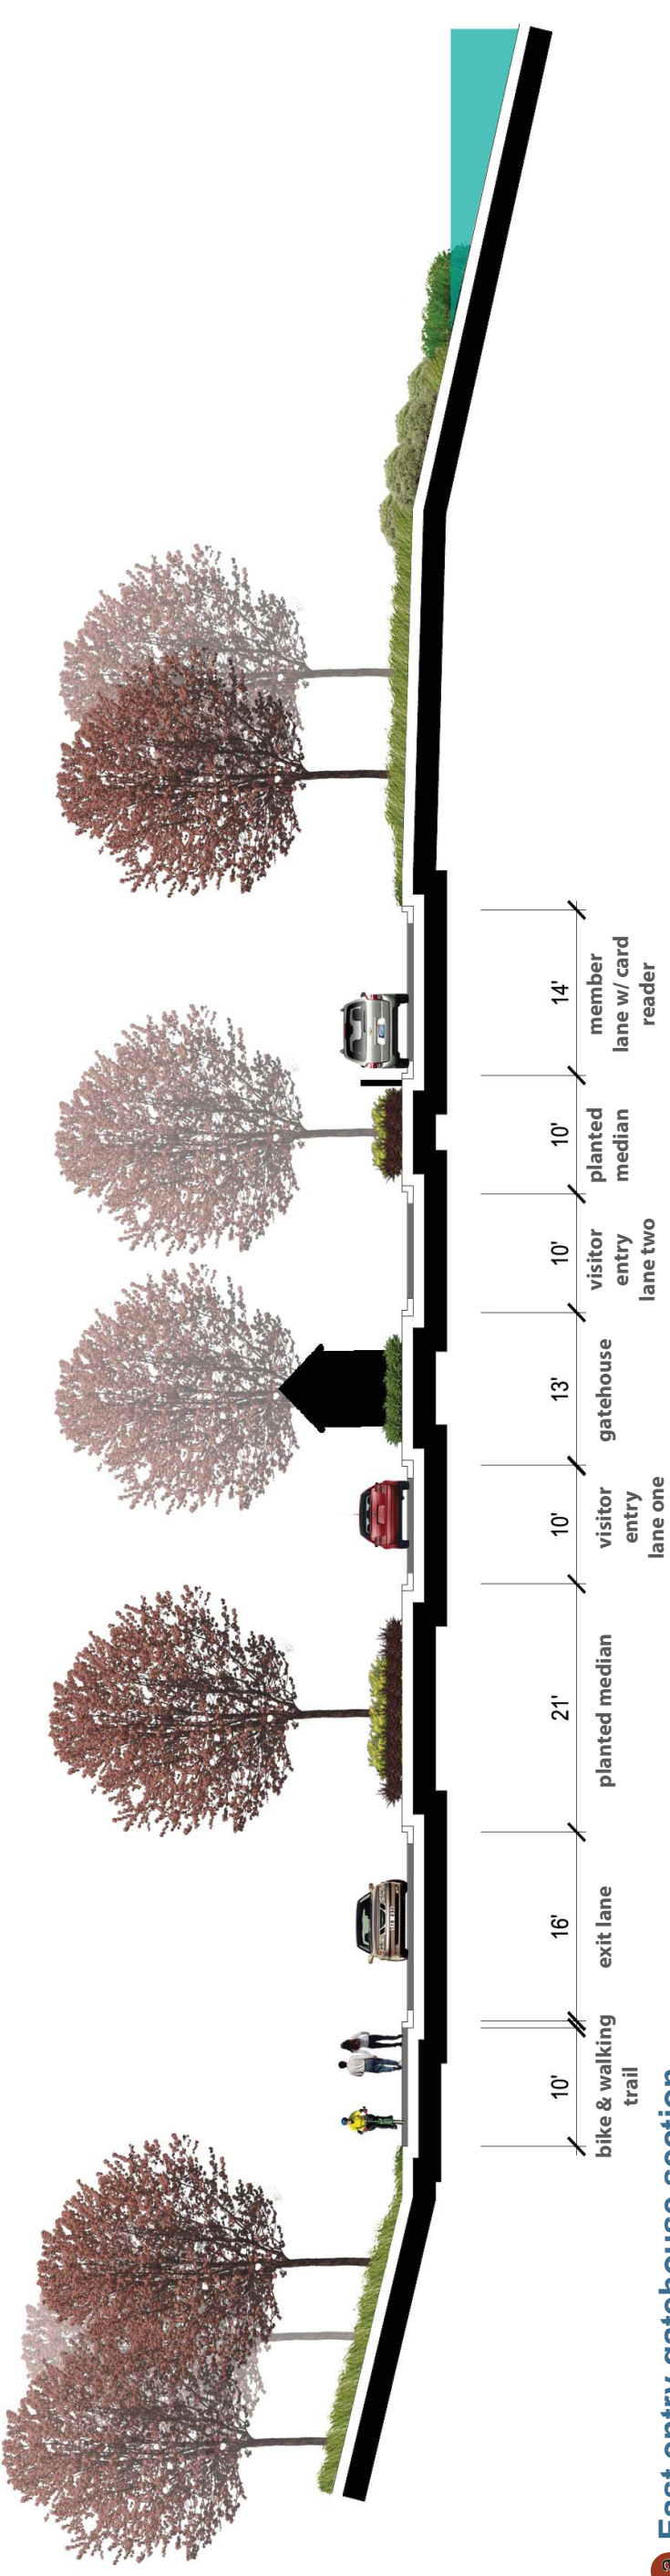 10'
bike & walking
trail
16'
exit lane
21'
planted median
10'
visitor
entry
lane one
13'
gatehouse
10'
visitor
entry
lane two
10'
planted
median
14'
member
lane w/ card
reader
a East entry gatehouse section